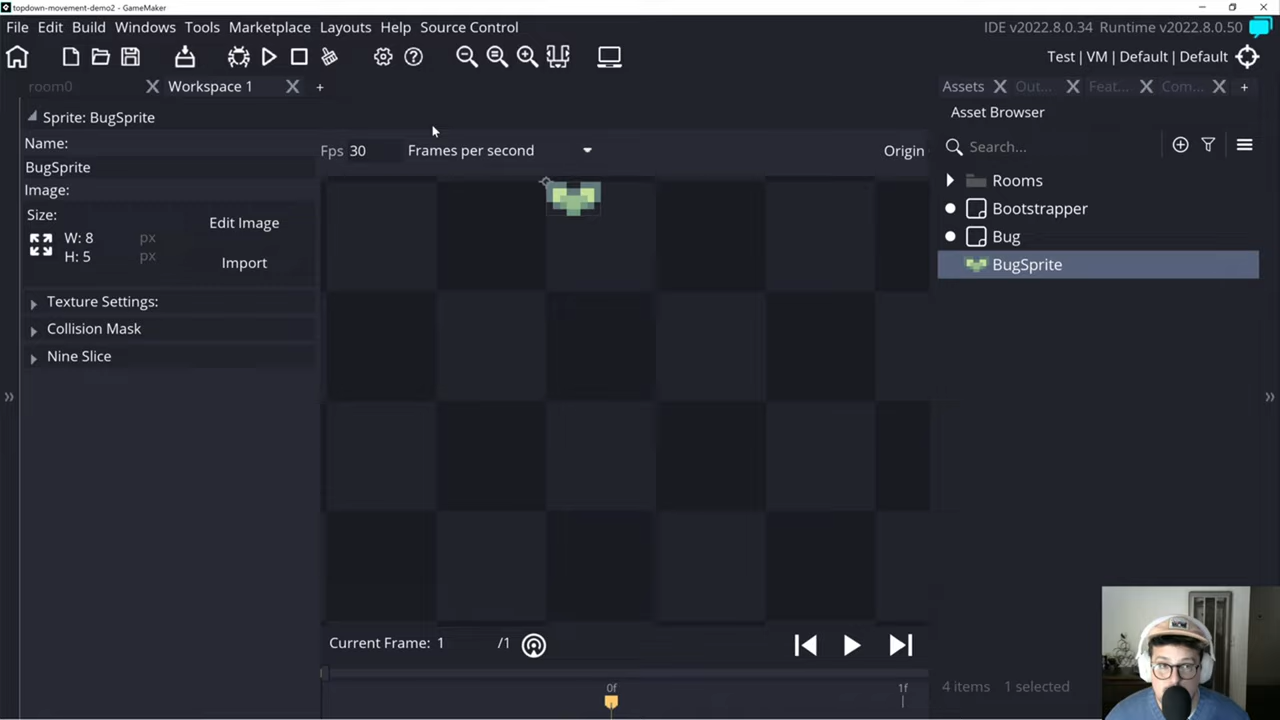 topdown-movement-demo2 - GameMaker
File Edit Build Windows Tools Marketplace Layouts Help Source Control
IDE v2022.8.0.34 Runtime v2022.8.0.50
Test | VM | Default | Default
room0 Workspace 1 +
Assets Out... Feat... Com... +
Sprite: BugSprite
Asset Browser
Name:
BugSprite
Fps 30 Frames per second Origin
Search...
Image:
Size:
W: 8 px
H: 5 px
Edit Image
Import
Rooms
Bootstrapper
Bug
BugSprite
Texture Settings:
Collision Mask
Nine Slice
Current Frame: 1 /1
0f 1f
4 items 1 selected